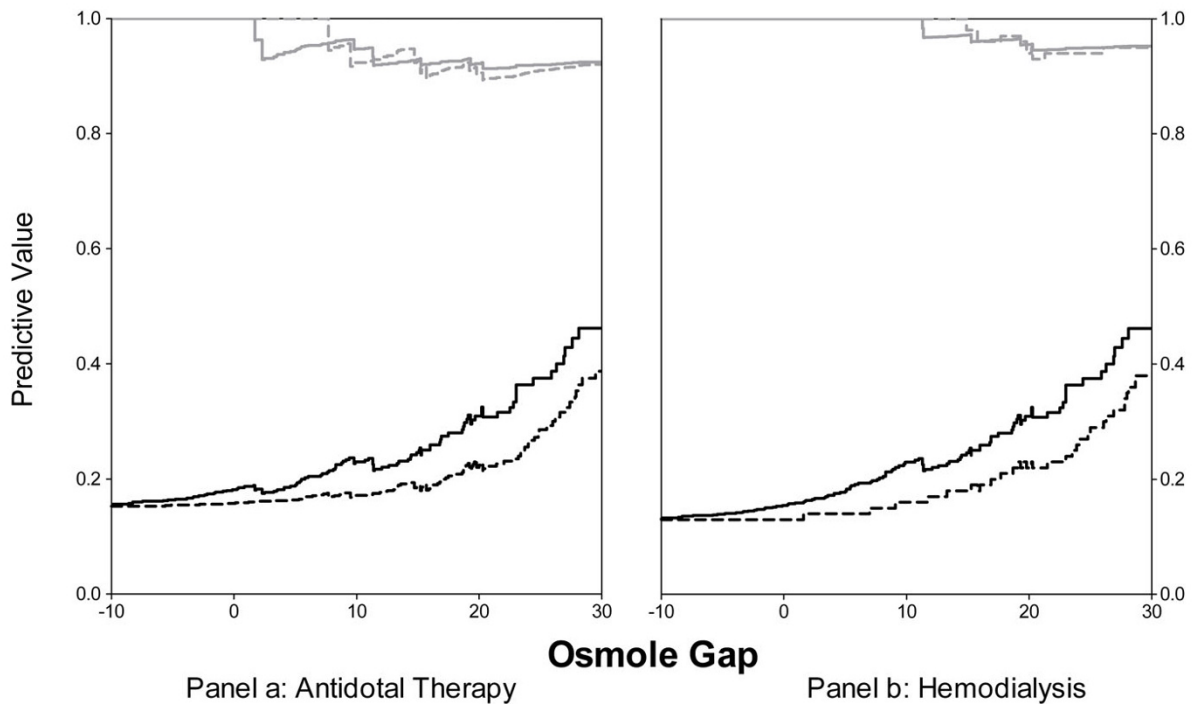 Predictive Value
1.0
0.8
0.6
0.4
0.2
0.0
-10 0 10 20 30
-10 0 10 20 30
1.0
0.8
0.6
0.4
0.2
0.0
Osmole Gap
Panel a: Antidotal Therapy
Panel b: Hemodialysis